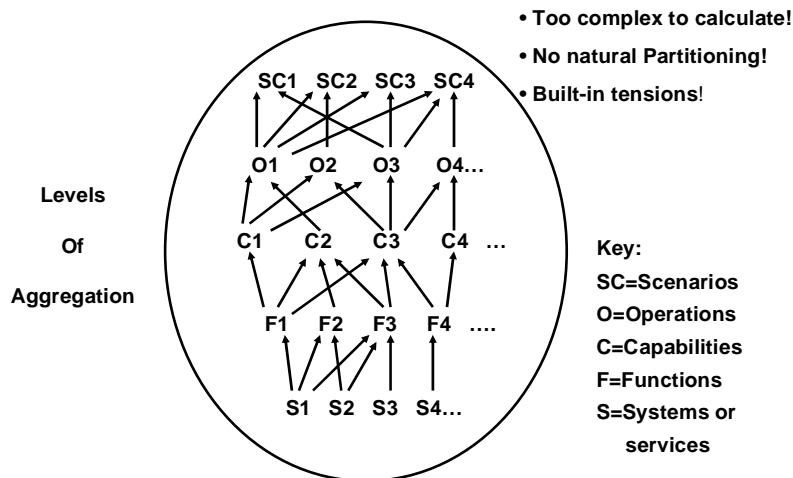 • Too complex to calculate!
• No natural Partitioning!
• Built-in tensions!
SC1 SC2 SC3 SC4
O1 O2 O3 O4...
C1 C2 C3 C4 ...
F1 F2 F3 F4 ....
S1 S2 S3 S4...
Levels
Of
Aggregation
Key:
SC=Scenarios
O=Operations
C=Capabilities
F=Functions
S=Systems or
services